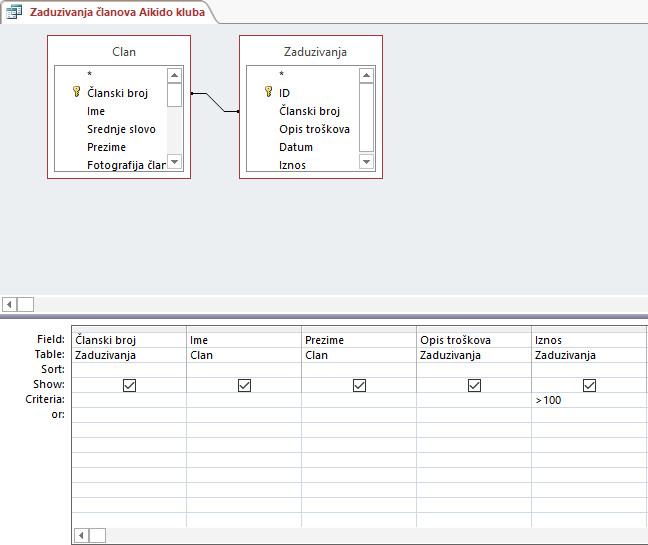 Zaduzivanja članova Aikido kluba
Clan
*
Članski broj
Ime
Srednje slovo
Prezime
Fotografija člar
Zaduzivanja
*
ID
Članski broj
Opis troškova
Datum
Iznos
Field: Članski broj Ime Prezime Opis troškova Iznos
Table: Zaduzivanja Clan Clan Zaduzivanja Zaduzivanja
Sort:
Show:
Criteria: >100
or: